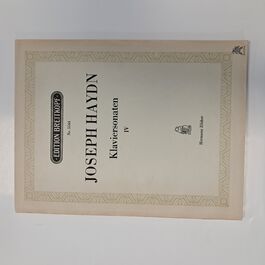 EDITION BREITKOPF
JOSEPH HAYDN
Klaviersonaten
IV